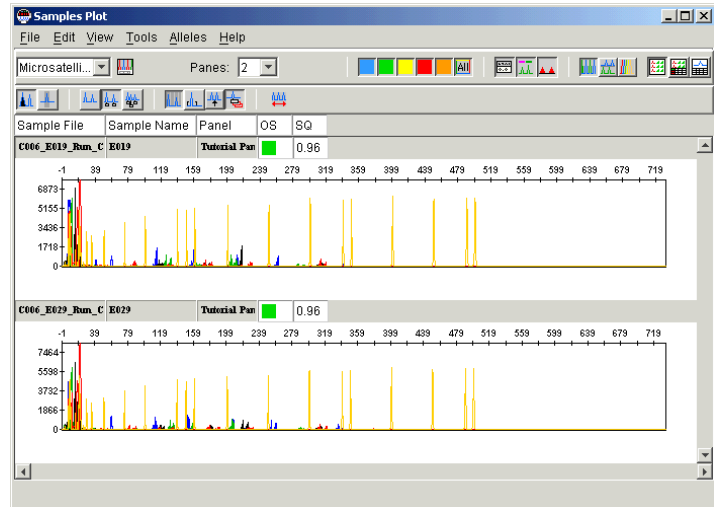 Samples Plot
File Edit View Tools Alleles Help
Microsatelli... Panes: 2 All
Sample File Sample Name Panel OS SQ
C006_E019_Run_C E019 Tutorial Pan 0.96
-1 39 79 119 159 199 239 279 319 359 399 439 479 519 559 599 639 679 719
6873
5155
3436
1718
0
C006_E029_Run_C E029 Tutorial Pan 0.96
-1 39 79 119 159 199 239 279 319 359 399 439 479 519 559 599 639 679 719
7464
5598
3732
1866
0